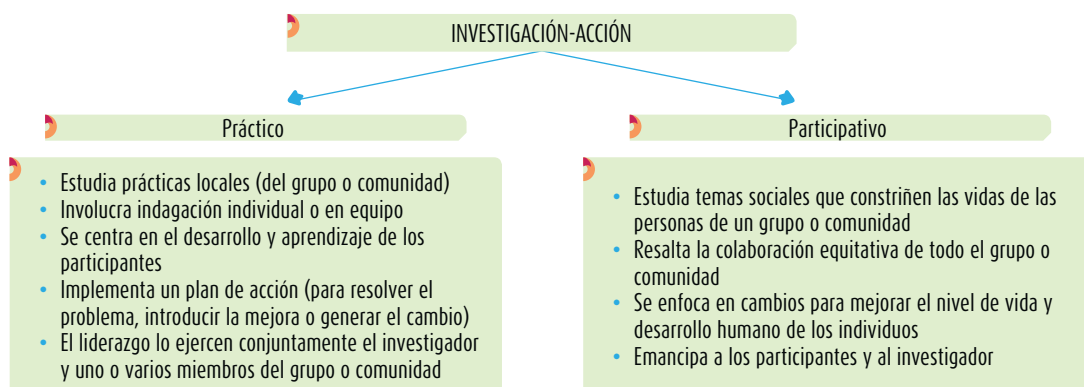 INVESTIGACIÓN-ACCIÓN
Práctico
• Estudia prácticas locales (del grupo o comunidad)
• Involucra indagación individual o en equipo
• Se centra en el desarrollo y aprendizaje de los
participantes
• Implementa un plan de acción (para resolver el
problema, introducir la mejora o generar el cambio)
• El liderazgo lo ejercen conjuntamente el investigador
y uno o varios miembros del grupo o comunidad
Participativo
• Estudia temas sociales que constriñen las vidas de las
personas de un grupo o comunidad
• Resalta la colaboración equitativa de todo el grupo o
comunidad
• Se enfoca en cambios para mejorar el nivel de vida y
desarrollo humano de los individuos
• Emancipa a los participantes y al investigador